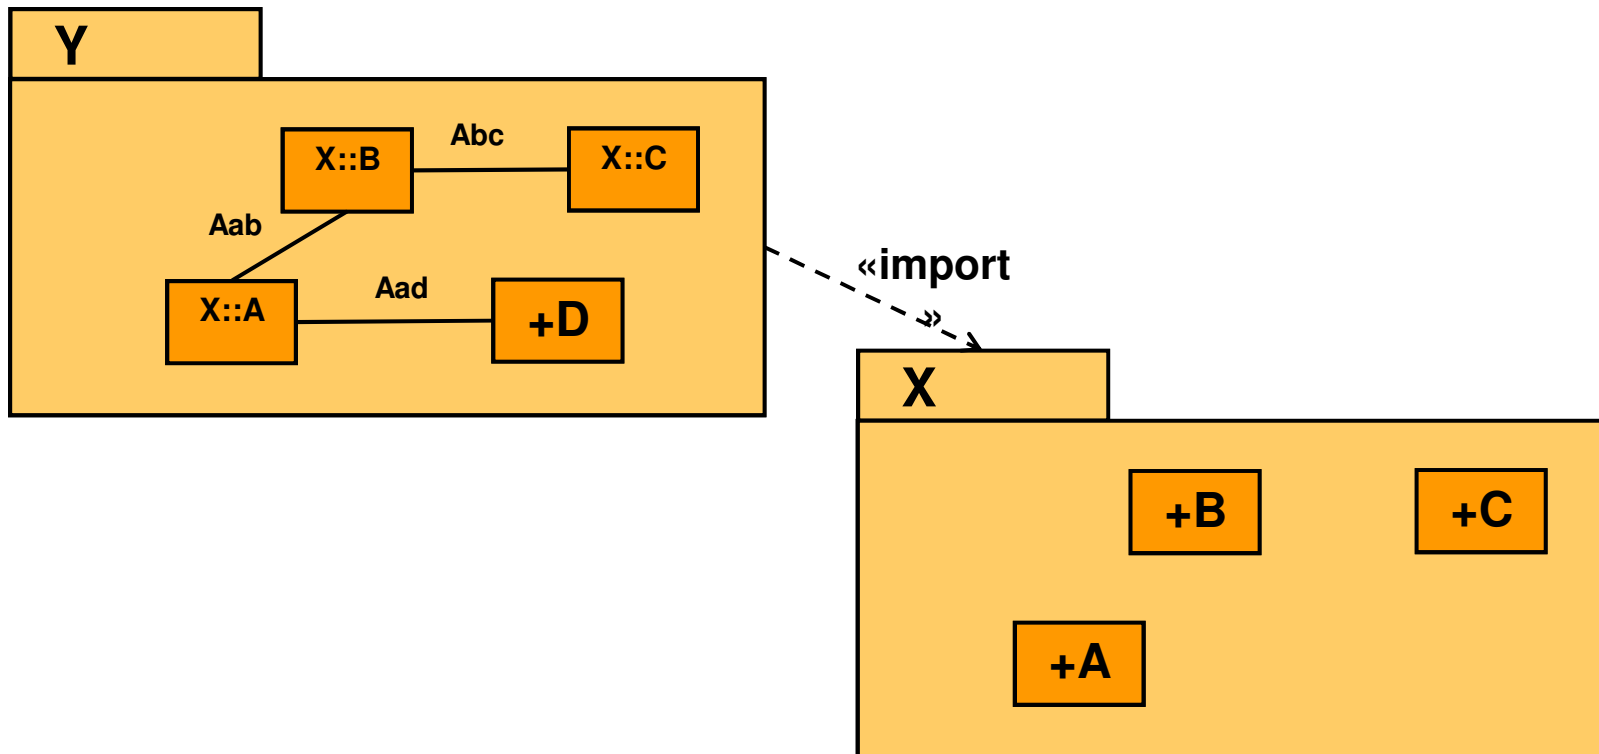 Y
X::B
Abc
X::C
Aab
X::A
Aad
+D
«import
»
X
+B
+C
+A